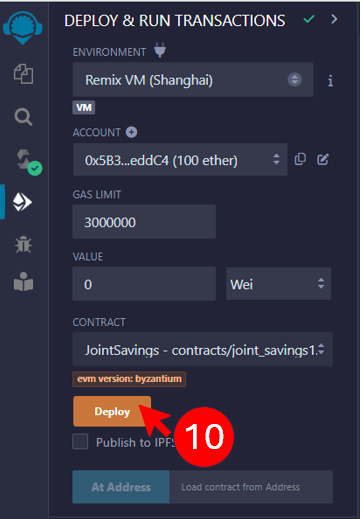 DEPLOY & RUN TRANSACTIONS
ENVIRONMENT
Remix VM (Shanghai)
i
VM
ACCOUNT
0x5B3...eddC4 (100 ether)
GAS LIMIT
3000000
VALUE
0 Wei
CONTRACT
JointSavings - contracts/joint_savings1.
evm version: byzantium
Deploy
Publish to IPFS
10
At Address Load contract from Address